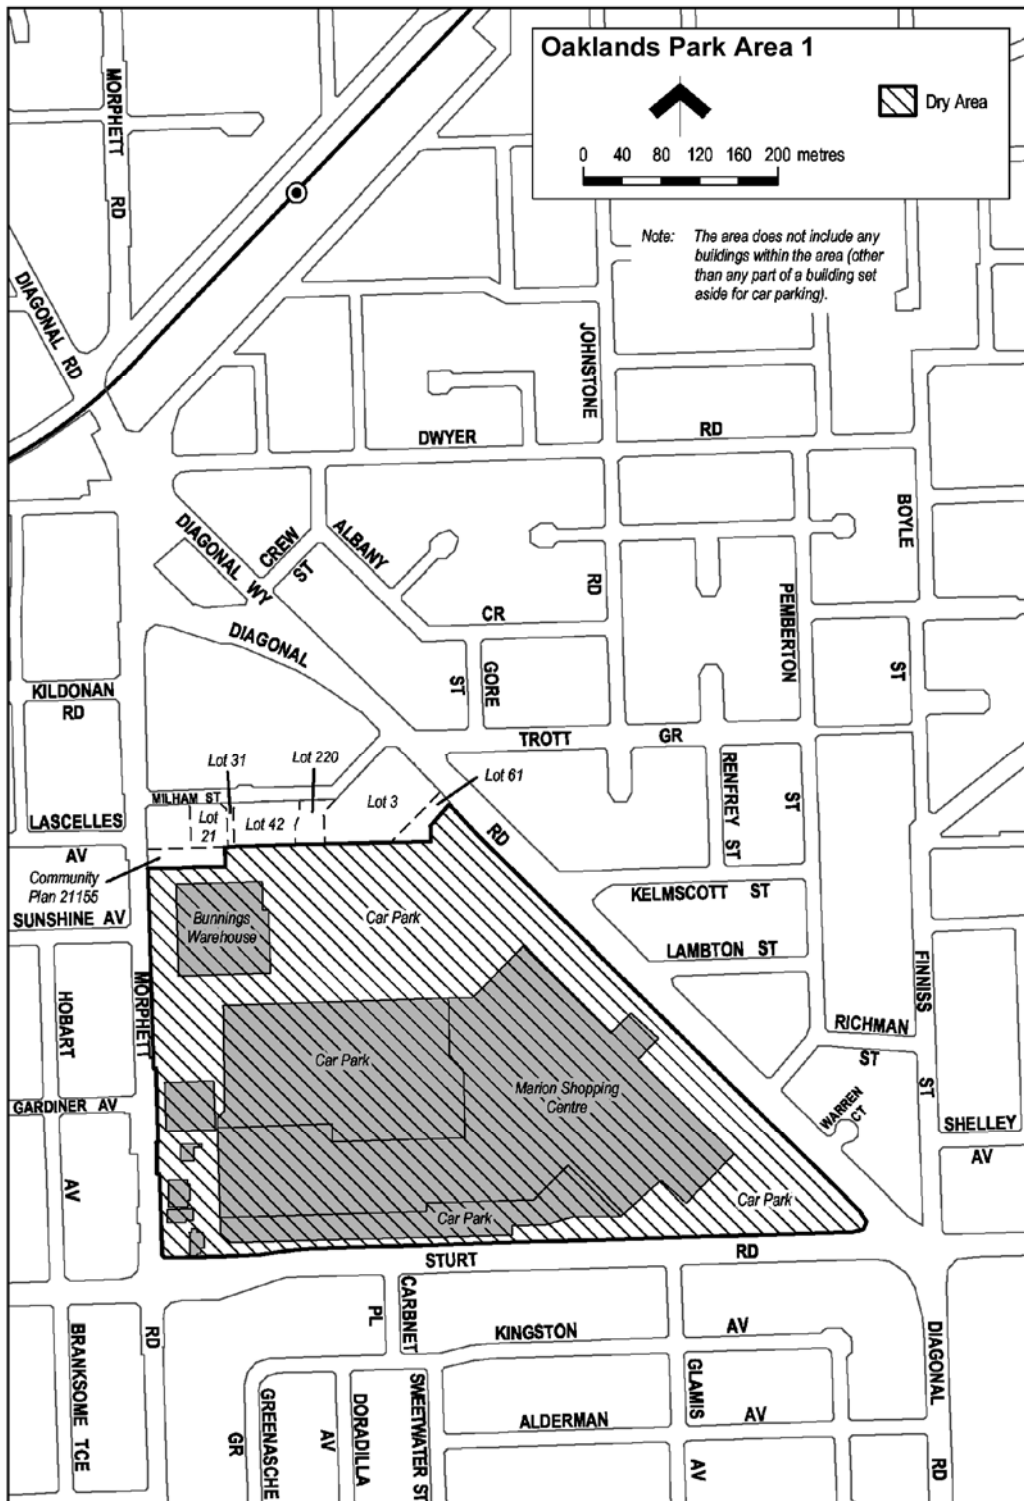 Oaklands Park Area 1
Dry Area
0 40 80 120 160 200 metres
Note: The area does not include any
buildings within the area (other
than any part of a building set
aside for car parking).
MORPHETT
RD
DIAGONAL RD
JOHNSTONE
RD
DWYER
RD
BOYLE
ST
DIAGONAL WY
CREW
ST
ALBANY
CR
PEMBERTON
ST
DIAGONAL
RD
GORE
ST
KILDONAN
RD
TROTT
GR
RENFREY ST
Lot 31
Lot 220
Lot 61
Lot 3
MILHAM ST
Lot
21
Lot 42
LASCELLES
AV
Community
Plan 21155
SUNSHINE AV
KELMSCOTT ST
LAMBTON ST
Bunnings
Warehouse
Car Park
MORPHETT
RD
HOBART
AV
FINNISS
ST
RICHMAN
ST
Car Park
Marion Shopping
Centre
GARDINER AV
WARREN
CT
SHELLEY
AV
Car Park
Car Park
STURT
RD
CARBNET
PL
KINGSTON
AV
DIAGONAL
RD
BRANKSOME TCE
GREENASCHE
GR
DORADILLA
AV
SWEETWATER ST
GLAMIS
AV
ALDERMAN
AV